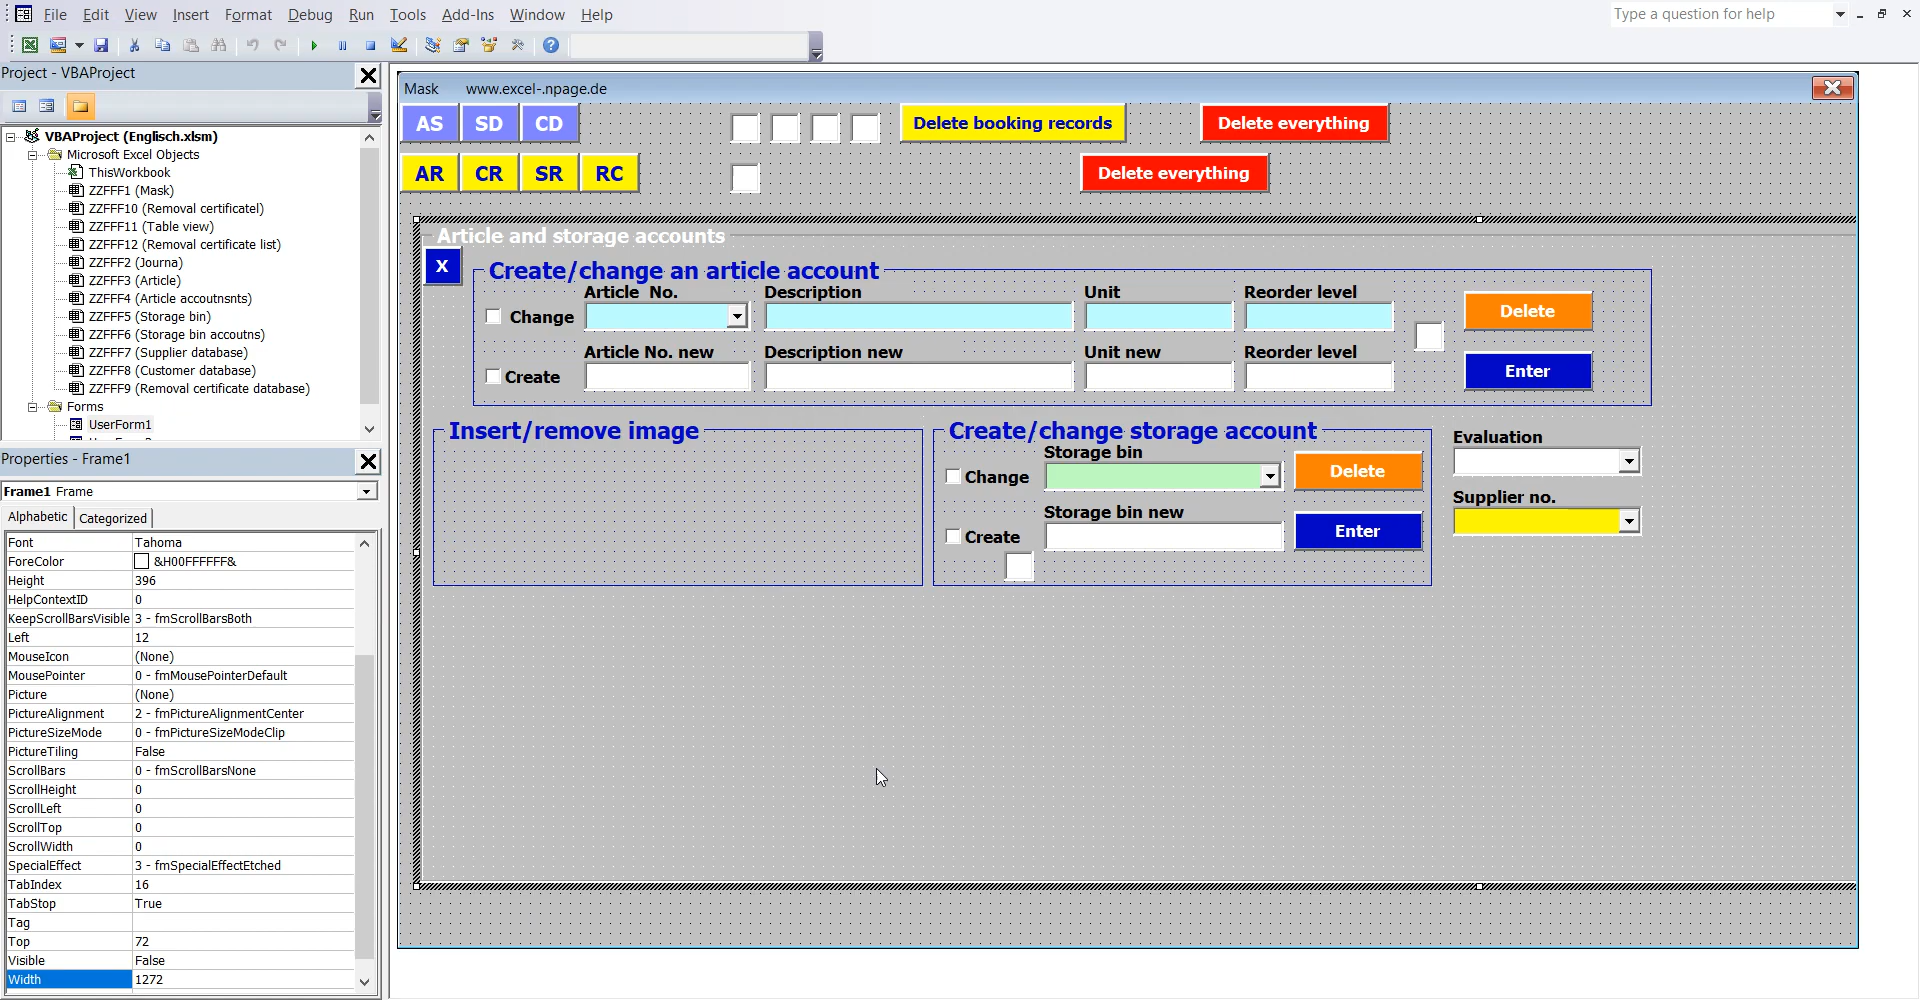 File Edit View Insert Format Debug Run Tools Add-Ins Window Help
Type a question for help
Project - VBAProject
VBAProject (Englisch.xlsm)
Microsoft Excel Objects
ThisWorkbook
ZZFFF1 (Mask)
ZZFFF10 (Removal certificatel)
ZZFFF11 (Table view)
ZZFFF12 (Removal certificate list)
ZZFFF2 (Journa)
ZZFFF3 (Article)
ZZFFF4 (Article accoutnsnts)
ZZFFF5 (Storage bin)
ZZFFF6 (Storage bin accoutns)
ZZFFF7 (Supplier database)
ZZFFF8 (Customer database)
ZZFFF9 (Removal certificate database)
Forms
UserForm1
Properties - Frame1
Frame1 Frame
Alphabetic Categorized
Font Tahoma
ForeColor &H00FFFFFF&
Height 396
HelpContextID 0
KeepScrollBarsVisible 3 - fmScrollBarsBoth
Left 12
MouseIcon (None)
MousePointer 0 - fmMousePointerDefault
Picture (None)
PictureAlignment 2 - fmPictureAlignmentCenter
PictureSizeMode 0 - fmPictureSizeModeClip
PictureTiling False
ScrollBars 0 - fmScrollBarsNone
ScrollHeight 0
ScrollLeft 0
ScrollTop 0
ScrollWidth 0
SpecialEffect 3 - fmSpecialEffectEtched
TabIndex 16
TabStop True
Tag
Top 72
Visible False
Width 1272
Mask www.excel-.npage.de
AS SD CD Delete booking records Delete everything
AR CR SR RC Delete everything
Article and storage accounts
X
Create/change an article account
Article No. Description Unit Reorder level
Change Delete
Article No. new Description new Unit new Reorder level
Create Enter
Insert/remove image
Create/change storage account
Storage bin
Change Delete
Storage bin new
Create Enter
Evaluation
Supplier no.